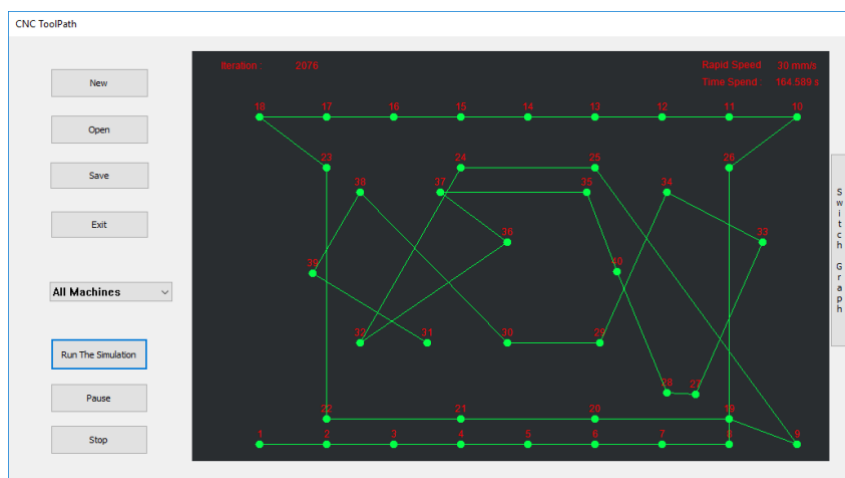 CNC ToolPath
New
Open
Save
Exit
All Machines
Run The Simulation
Pause
Stop
Iteration : 2076
Rapid Speed : 30 mm/s
Time Spend : 164.589 s
18 17 16 15 14 13 12 11 10
23 24 25 26
38 37 35 34
36 33
39 40
32 31 30 29
28 27
22 21 20 19
1 2 3 4 5 6 7 8 9
Switch Graph